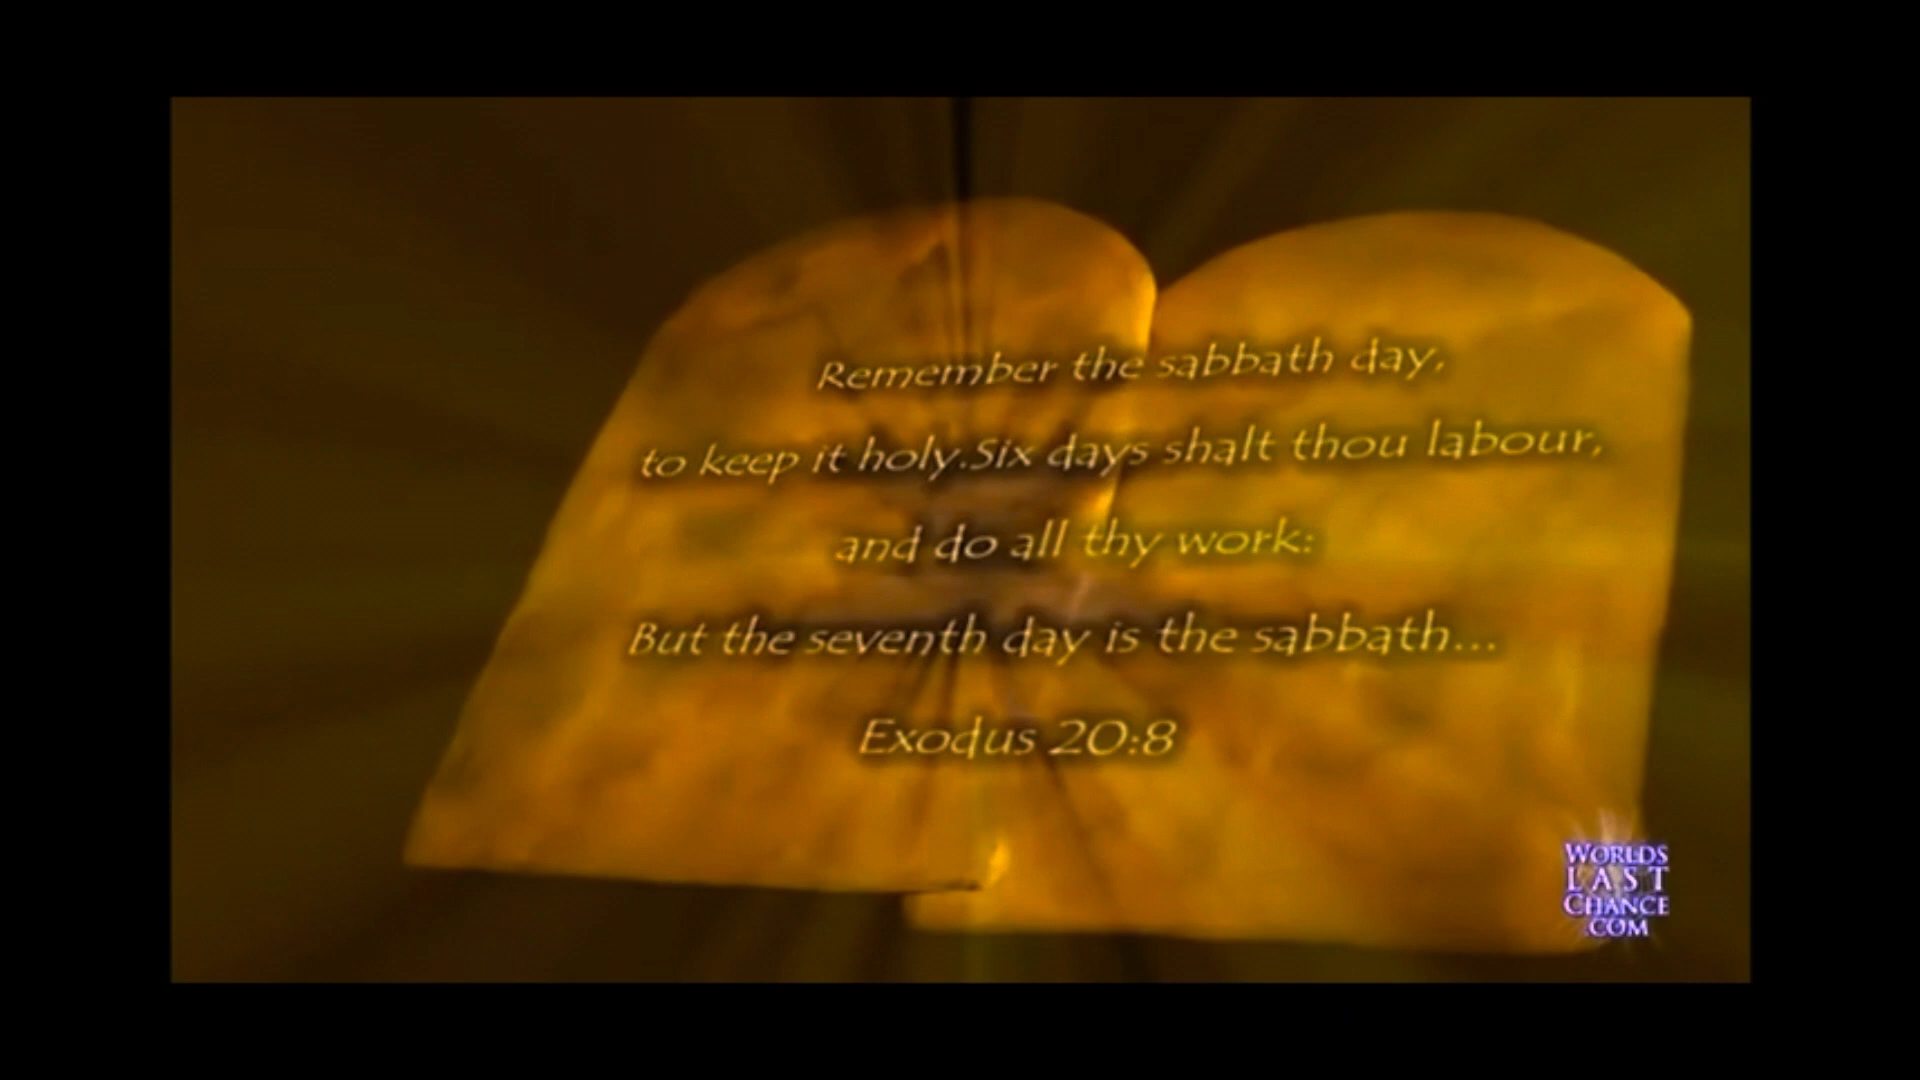 Remember the sabbath day,
to keep it holy.Six days shalt thou labour,
and do all thy work:
But the seventh day is the sabbath...
Exodus 20:8
WORLDS
LAST
CHANCE
.COM